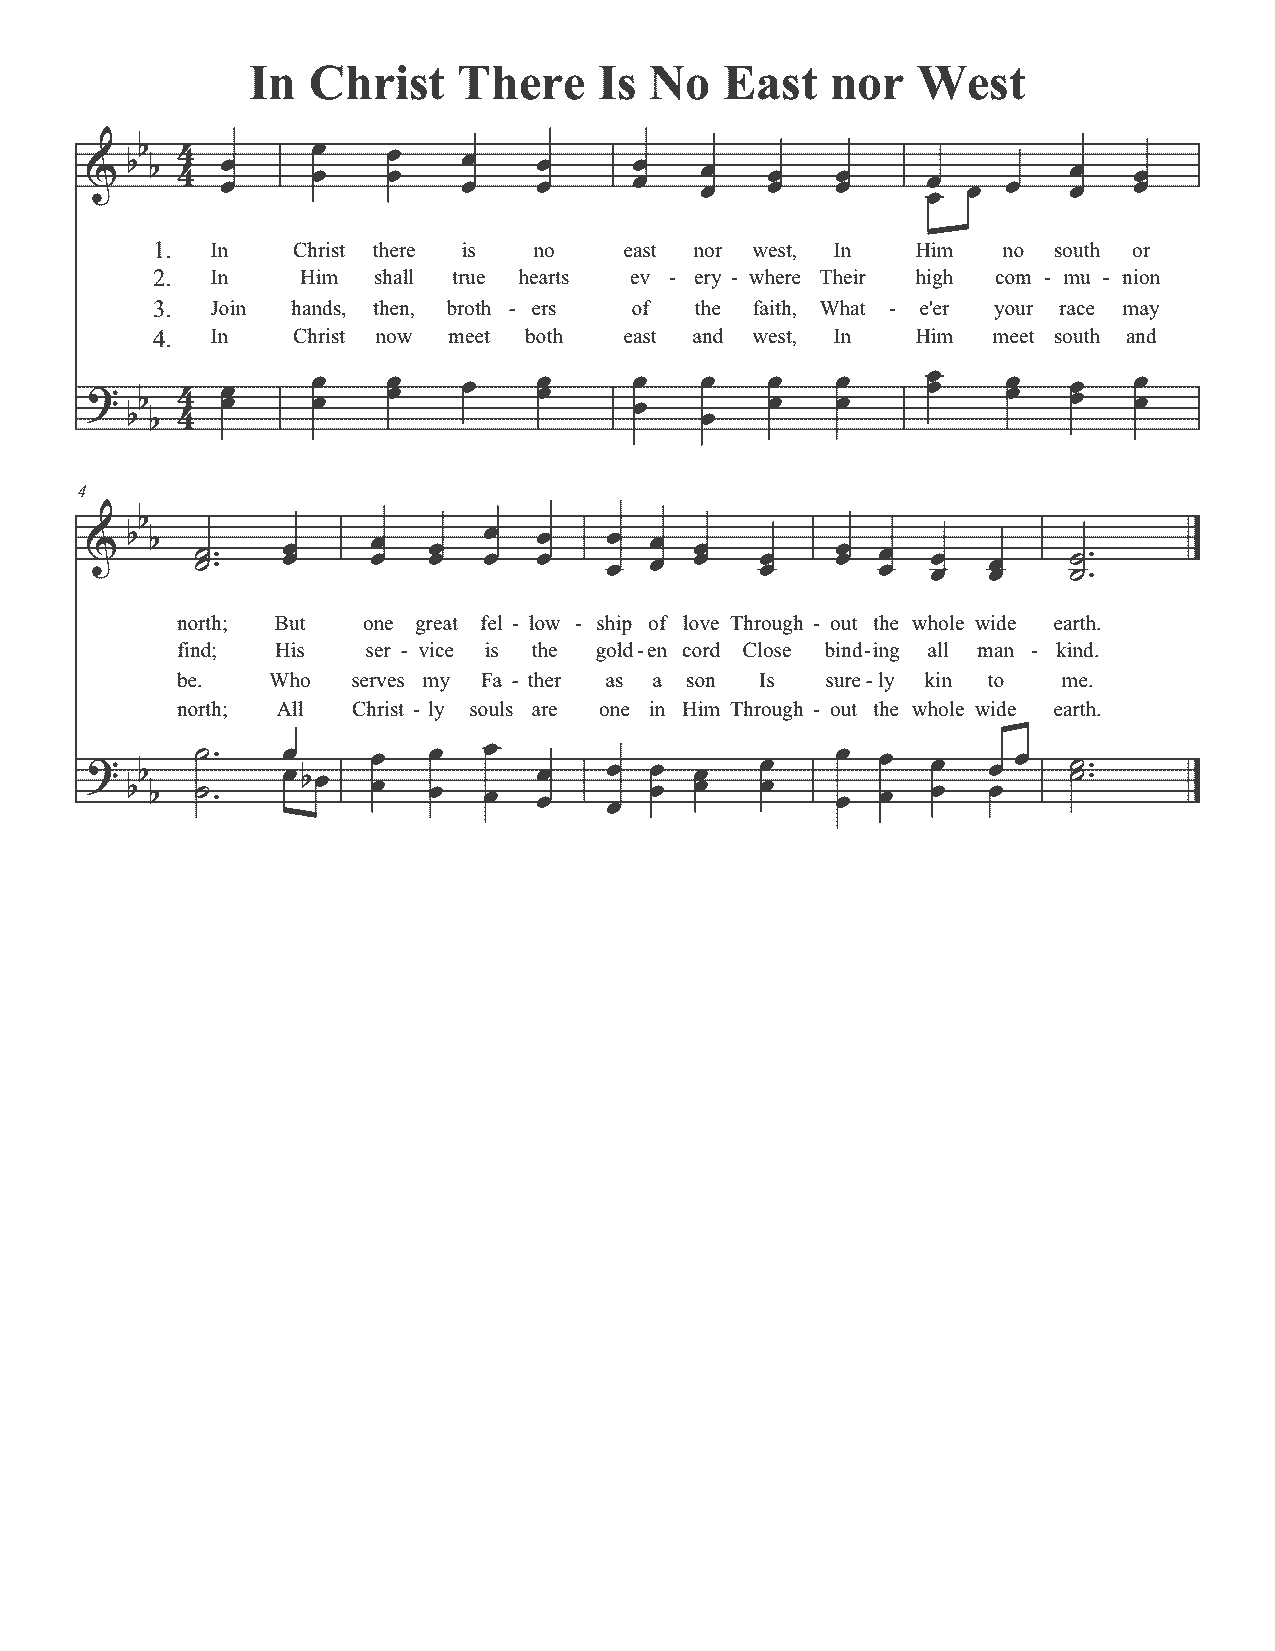 In Christ There Is No East nor West
4
4
1. In Christ there is no east nor west, In Him no south or
2. In Him shall true hearts ev - ery - where Their high com - mu - nion
3. Join hands, then, broth - ers of the faith, What - e'er your race may
4. In Christ now meet both east and west, In Him meet south and
4
4
4
north; But one great fel - low - ship of love Through - out the whole wide earth.
find; His ser - vice is the gold - en cord Close bind - ing all man - kind.
be. Who serves my Fa - ther as a son Is sure - ly kin to me.
north; All Christ - ly souls are one in Him Through - out the whole wide earth.